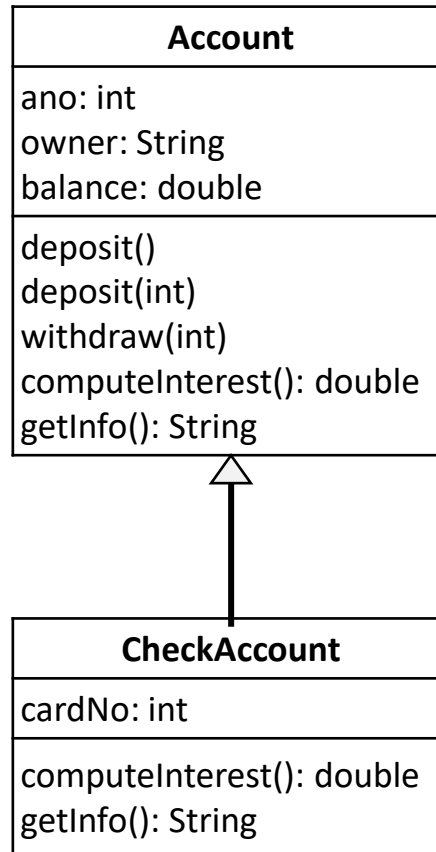 Account
ano: int
owner: String
balance: double
deposit()
deposit(int)
withdraw(int)
computeInterest(): double
getInfo(): String
CheckAccount
cardNo: int
computeInterest(): double
getInfo(): String